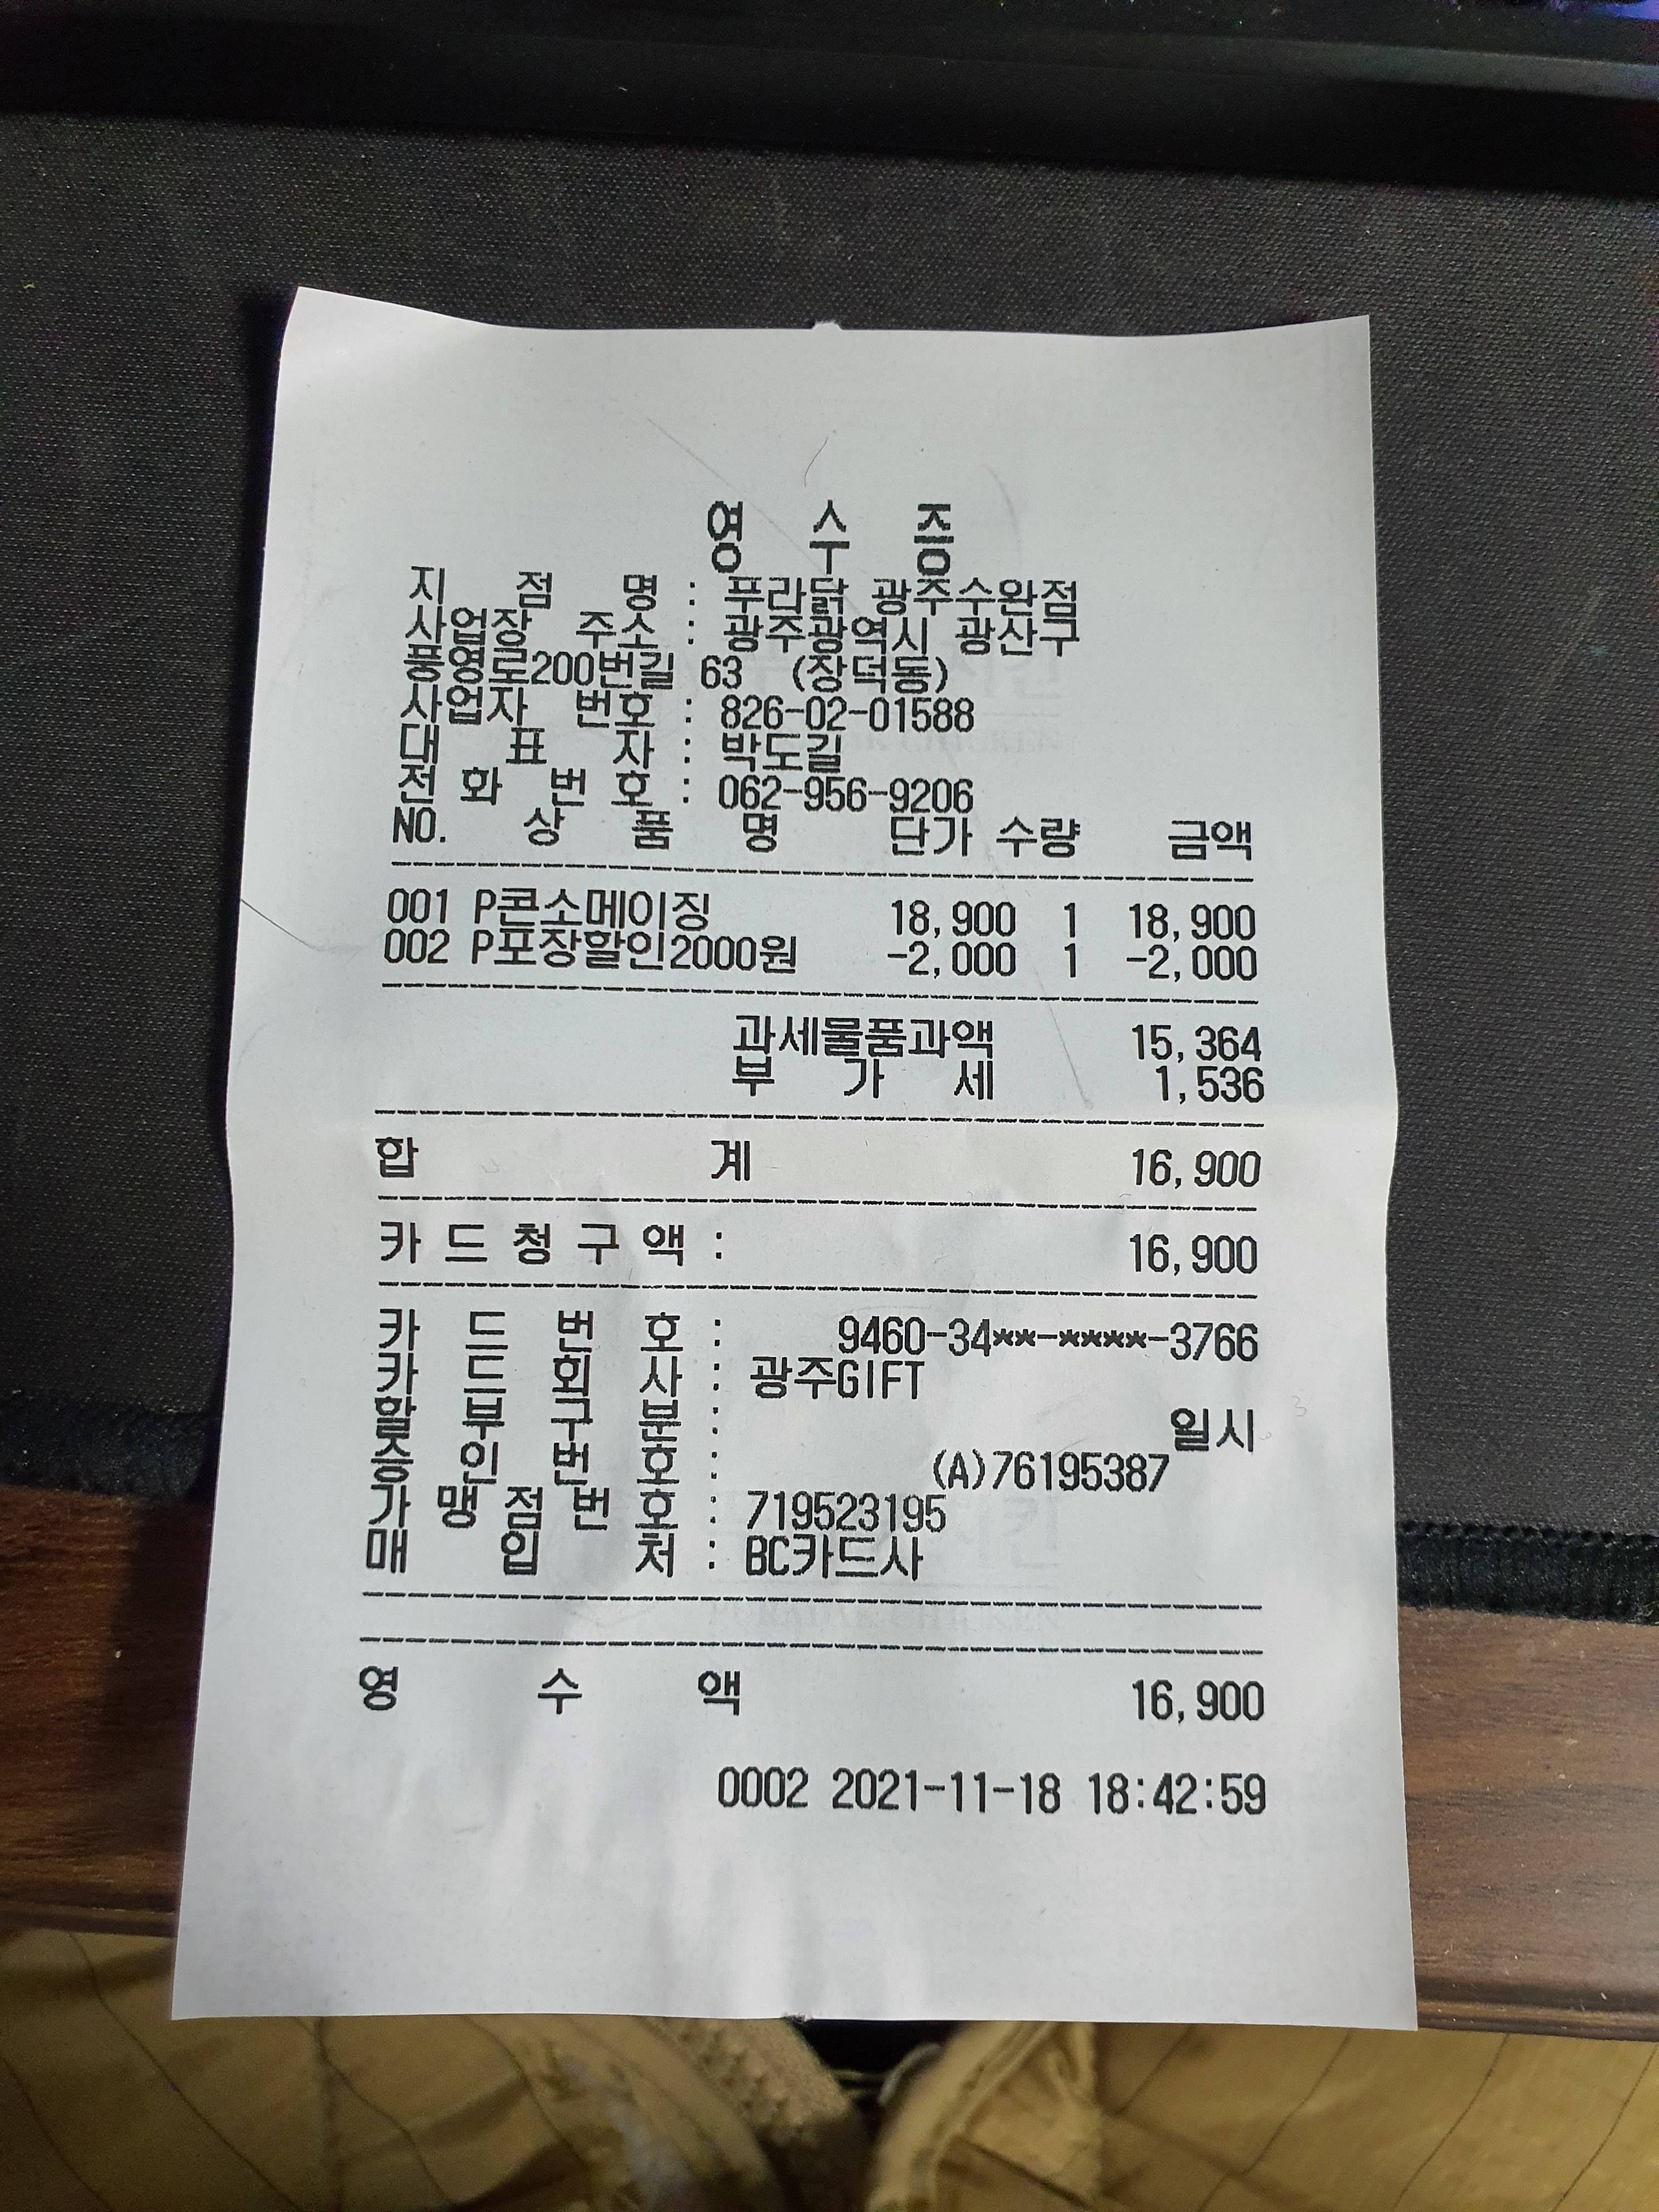 영 수 증
지 점 명 : 푸라닭 광주수완점
사업장 주소 : 광주광역시 광산구
풍영로200번길 63 (장덕동)
사업자 번호 : 826-02-01588
대 표 자 : 박도길
전 화 번 호 : 062-956-9206
NO. 상 품 명 단가 수량 금액
001 P콘소메이징 18,900 1 18,900
002 P포장할인2000원 -2,000 1 -2,000
과세물품과액 15,364
부 가 세 1,536
합 계 16,900
카 드 청 구 액 : 16,900
카 드 번 호 : 9460-34**-****-3766
카 드 회 사 : 광주GIFT
할 부 구 분 : 일시
승 인 번 호 : (A)76195387
가 맹 점 번 호 : 719523195
매 입 처 : BC카드사
영 수 액 16,900
0002 2021-11-18 18:42:59